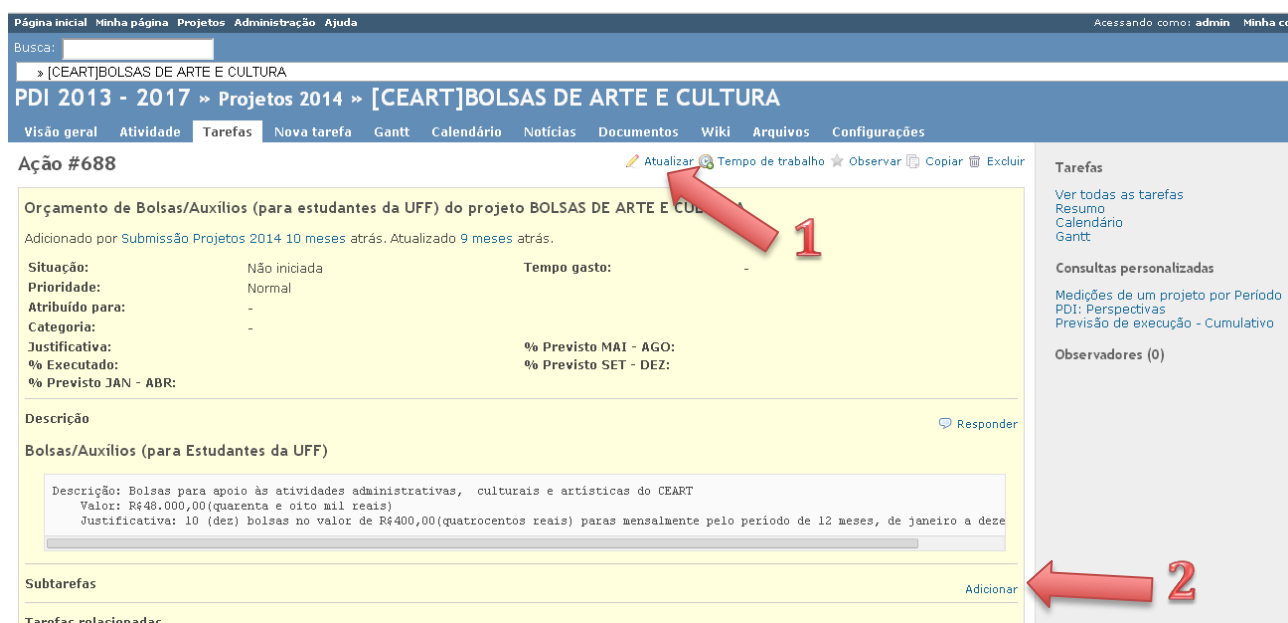 Página inicial Minha página Projetos Administração Ajuda Acessando como: admin Minha co
Busca:
» [CEART]BOLSAS DE ARTE E CULTURA
PDI 2013 - 2017 » Projetos 2014 » [CEART]BOLSAS DE ARTE E CULTURA
Visão geral Atividade Tarefas Nova tarefa Gantt Calendário Notícias Documentos Wiki Arquivos Configurações
Ação #688
Atualizar Tempo de trabalho Observar Copiar Excluir
Orçamento de Bolsas/Auxílios (para estudantes da UFF) do projeto BOLSAS DE ARTE E CU
1
Adicionado por Submissão Projetos 2014 10 meses atrás. Atualizado 9 meses atrás.
Situação: Não iniciada Tempo gasto: -
Prioridade: Normal
Atribuído para: -
Categoria: -
Justificativa: % Previsto MAI - AGO:
% Executado: % Previsto SET - DEZ:
% Previsto JAN - ABR:
Descrição
Responder
Bolsas/Auxílios (para Estudantes da UFF)
Descrição: Bolsas para apoio às atividades administrativas, culturais e artísticas do CEART
Valor: R$48.000,00(quarenta e oito mil reais)
Justificativa: 10 (dez) bolsas no valor de R$400,00(quatrocentos reais) paras mensalmente pelo período de 12 meses, de janeiro a deze
Subtarefas
Adicionar
2
Tarefas relacionadas
Tarefas
Ver todas as tarefas
Resumo
Calendário
Gantt
Consultas personalizadas
Medições de um projeto por Período
PDI: Perspectivas
Previsão de execução - Cumulativo
Observadores (0)